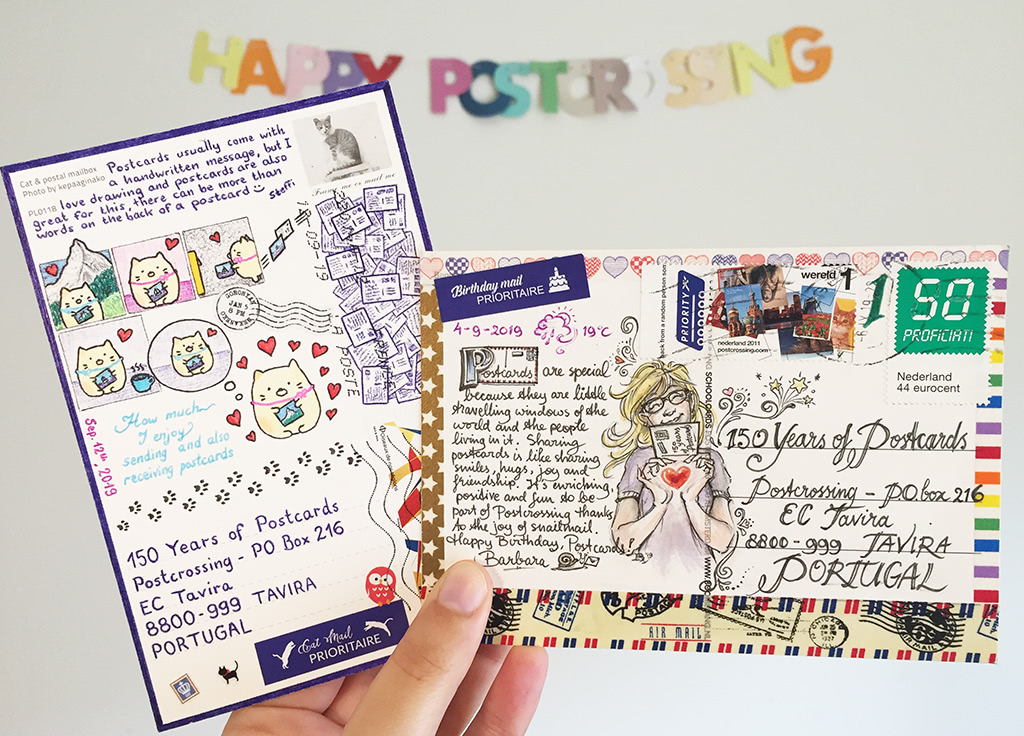 HAPPY POSTCROSSING
Cat & postal mailbox
Photo by kepaaginako
PL011B
Postcards usually come with
a handwritten message, but I
love drawing and postcards are also
great for this, there can be more than
words on the back of a postcard
Steffi
GOROKHAN
A POSTE
How much
I enjoy
sending and also
receiving postcards
Sep. 12th, 2019
150 Years of Postcards
Postcrossing - PO Box 216
EC Tavira
8800-999 TAVIRA
PORTUGAL
Cat Mail
PRIORITAIRE
Birthday mail
PRIORITAIRE
4-9-2019
19°C
Postcards are special
because they are little
travelling windows of the
world and the people
living in it. Sharing
postcards is like sharing
smiles, hugs, joy and
friendship. It's enriching,
positive and fun to be
part of Postcrossing thanks
to the joy of snailmail.
Happy Birthday, Postcards!
Barbara
PRIORITY
wereld 1
nederland 2011
postcrossing.com
50
PROFICIAT!
Nederland
44 eurocent
150 Years of Postcards
Postcrossing - P.O. box 216
EC Tavira
8800-999 TAVIRA
PORTUGAL
AIR MAIL
CHICAGO